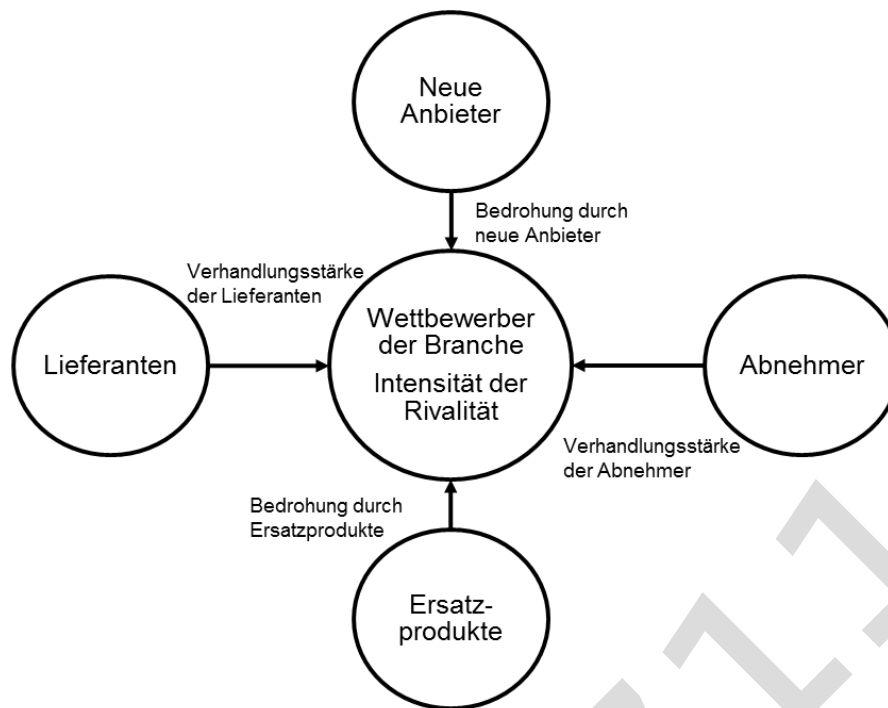 Neue
Anbieter
Bedrohung durch
neue Anbieter
Verhandlungsstärke
der Lieferanten
Lieferanten
Wettbewerber
der Branche
Intensität der
Rivalität
Abnehmer
Verhandlungsstärke
der Abnehmer
Bedrohung durch
Ersatzprodukte
Ersatz-
produkte